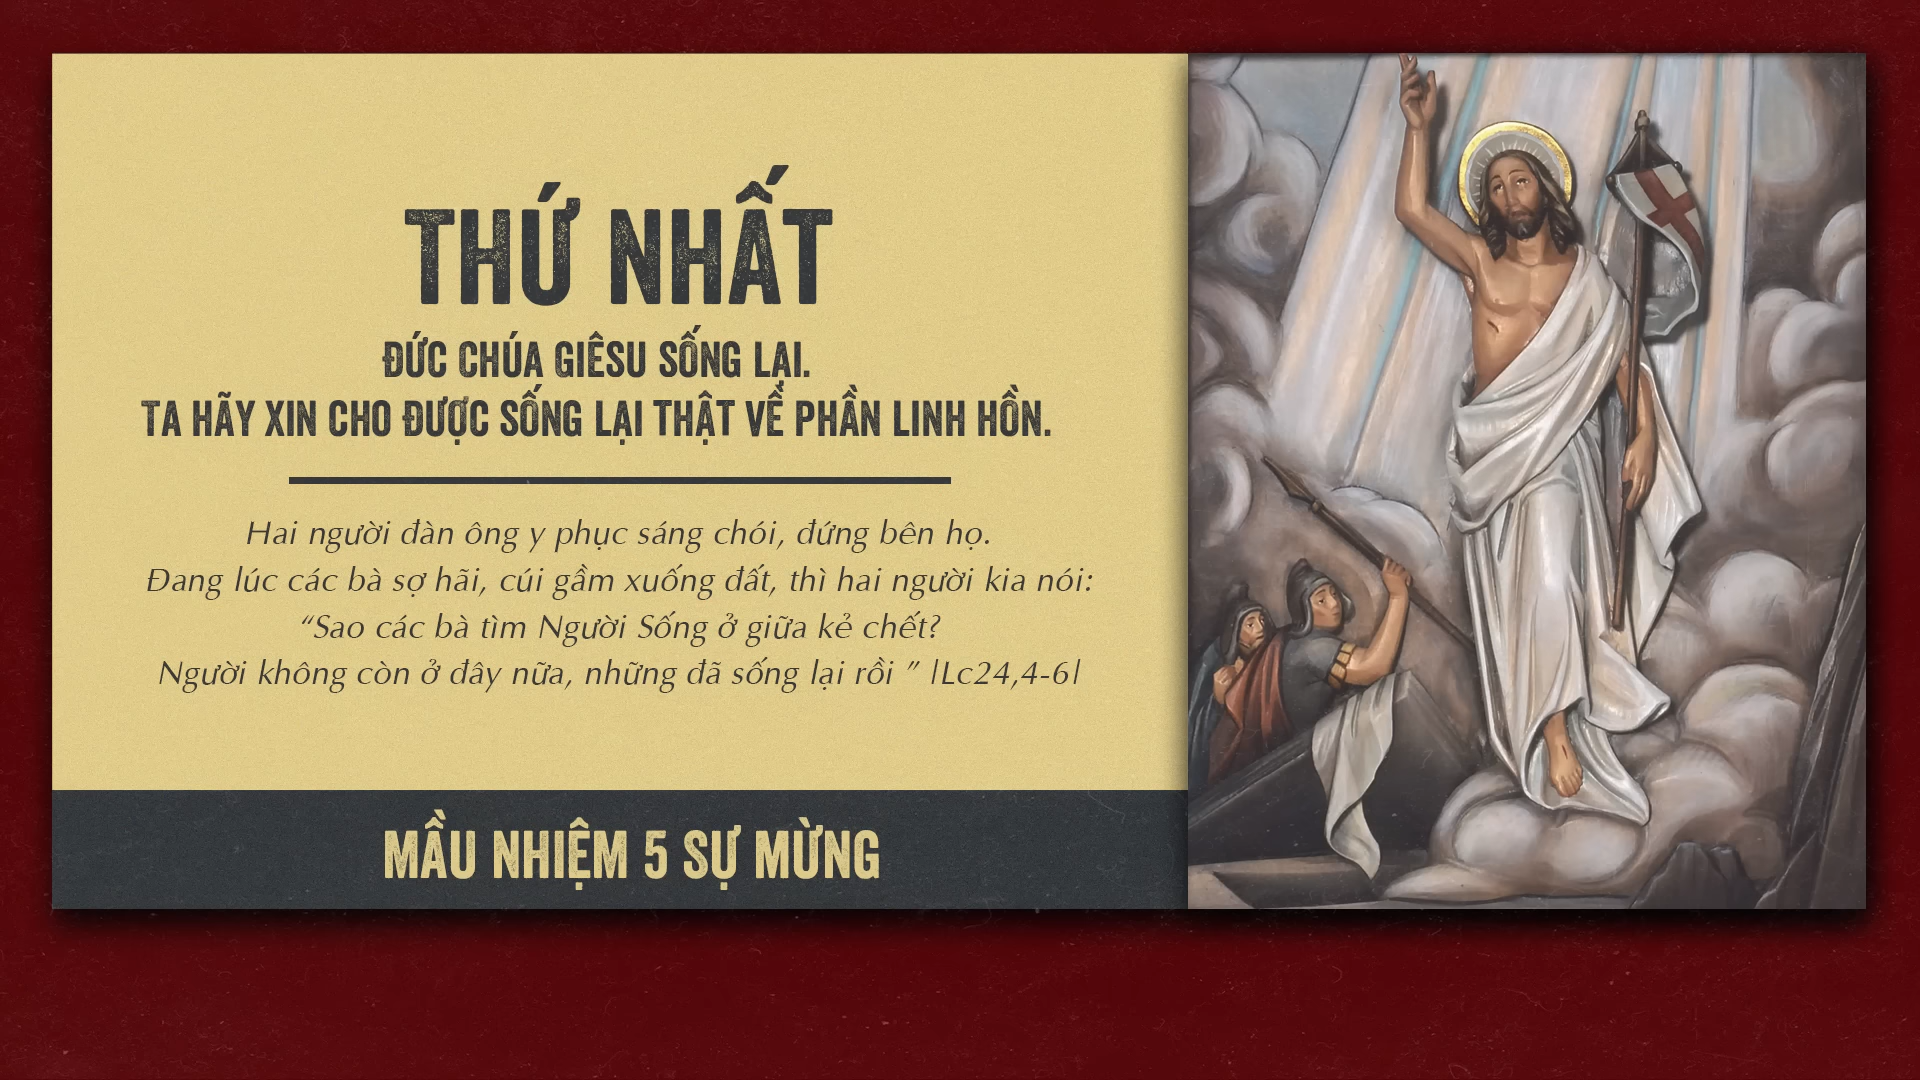 THỨ NHẤT
ĐỨC CHÚA GIÊSU SỐNG LẠI.
TA HÃY XIN CHO ĐƯỢC SỐNG LẠI THẬT VỀ PHẦN LINH HỒN.
Hai người đàn ông y phục sáng chói, đứng bên họ.
Đang lúc các bà sợ hãi, cúi gầm xuống đất, thì hai người kia nói:
“Sao các bà tìm Người Sống ở giữa kẻ chết?
Người không còn ở đây nữa, những đã sống lại rồi ” |Lc24,4-6|
MẦU NHIỆM 5 SỰ MỪNG